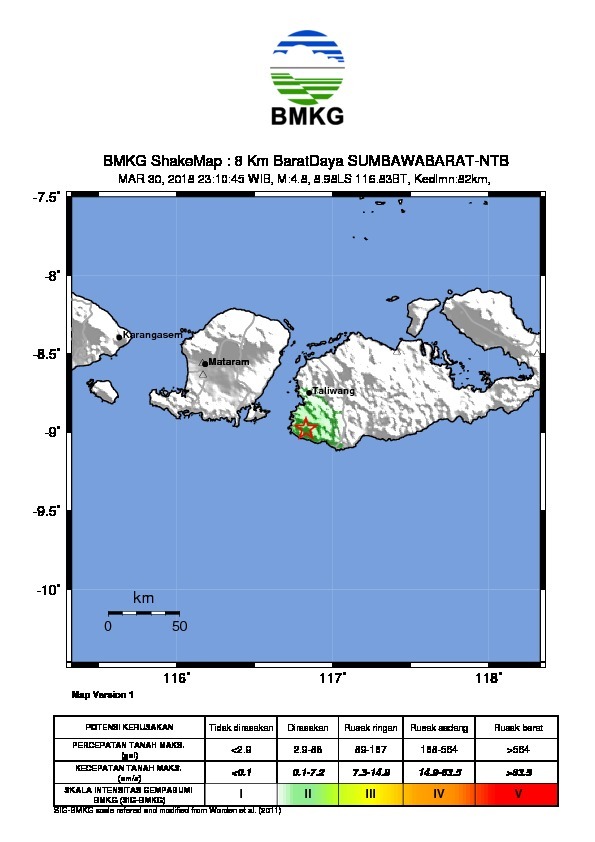 BMKG
BMKG ShakeMap : 8 Km BaratDaya SUMBAWABARAT-NTB
MAR 30, 2018 23:10:45 WIB, M:4.8, 8.98LS 116.83BT, Kedlmn:82km,
-7.5°
-8°
-8.5°
-9°
-9.5°
-10°
Karangasem
Mataram
Taliwang
km
0 50
116° 117° 118°
Map Version 1
POTENSI KERUSAKAN Tidak dirasakan Dirasakan Rusak ringan Rusak sedang Rusak berat
PERCEPATAN TANAH MAKS. (gal) <2.9 2.9-88 89-167 168-564 >564
KECEPATAN TANAH MAKS. (cm/s) <0.1 0.1-7.2 7.3-14.9 14.9-63.5 >63.5
SKALA INTENSITAS GEMPABUMI BMKG (SIG-BMKG) I II III IV V
SIG-BMKG scale refered and modified from Worden et al. (2011)